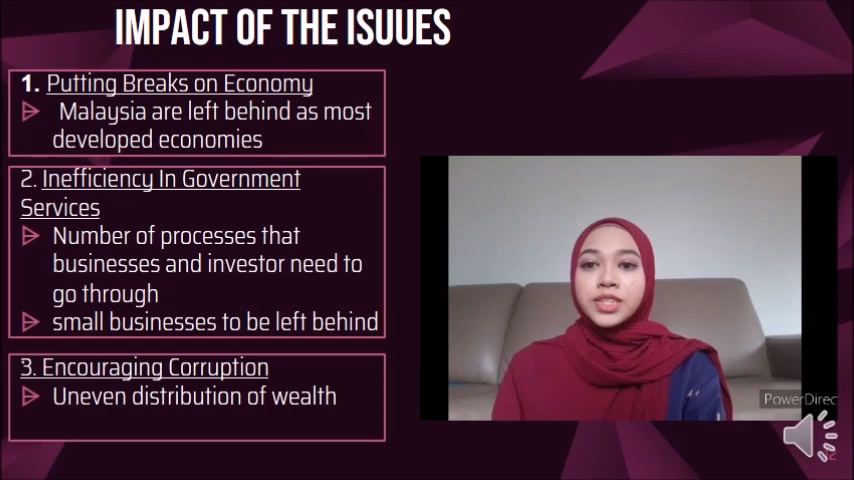 IMPACT OF THE ISUUES
1. Putting Breaks on Economy
Malaysia are left behind as most
developed economies
2. Inefficiency In Government
Services
Number of processes that
businesses and investor need to
go through
small businesses to be left behind
3. Encouraging Corruption
Uneven distribution of wealth
PowerDirec